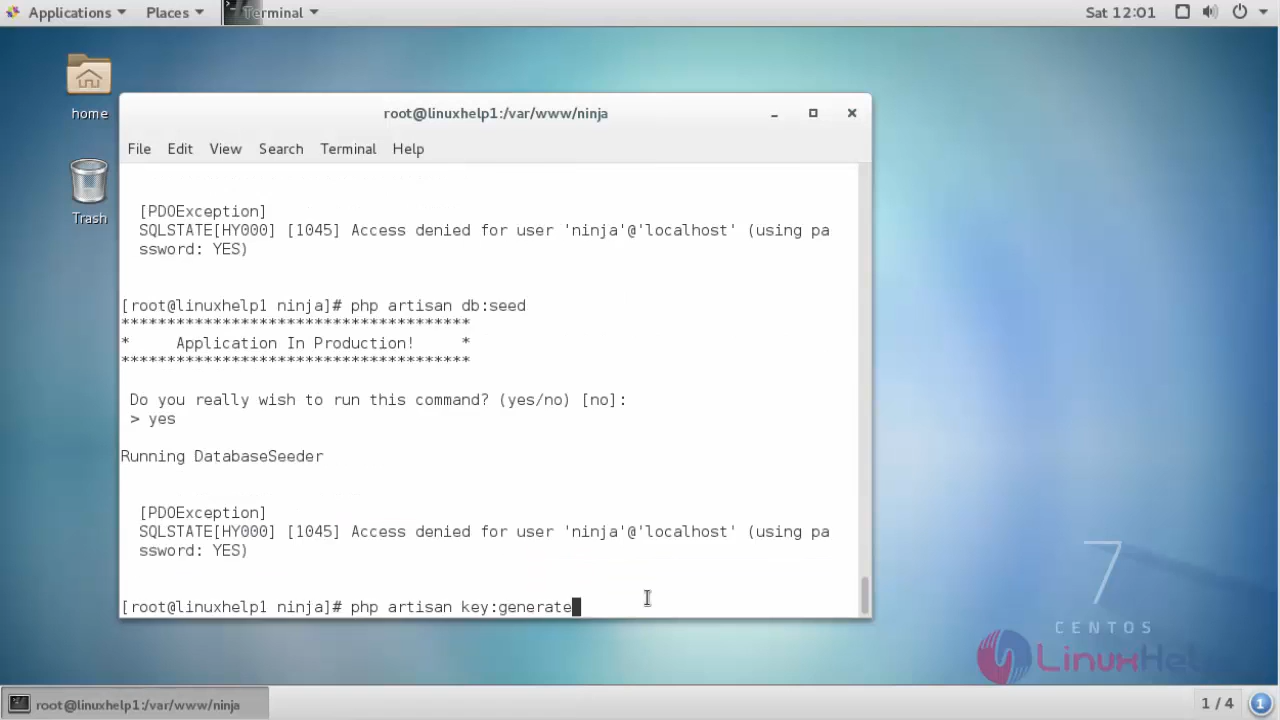 Applications Places Terminal Sat 12:01
home
Trash
root@linuxhelp1:/var/www/ninja
File Edit View Search Terminal Help
[PDOException]
SQLSTATE[HY000] [1045] Access denied for user 'ninja'@'localhost' (using pa
ssword: YES)
[root@linuxhelp1 ninja]# php artisan db:seed
**************************************
* Application In Production! *
**************************************
Do you really wish to run this command? (yes/no) [no]:
> yes
Running DatabaseSeeder
[PDOException]
SQLSTATE[HY000] [1045] Access denied for user 'ninja'@'localhost' (using pa
ssword: YES)
[root@linuxhelp1 ninja]# php artisan key:generate
7
CENTOS
LinuxHel
root@linuxhelp1:/var/www/ninja 1 / 4 1